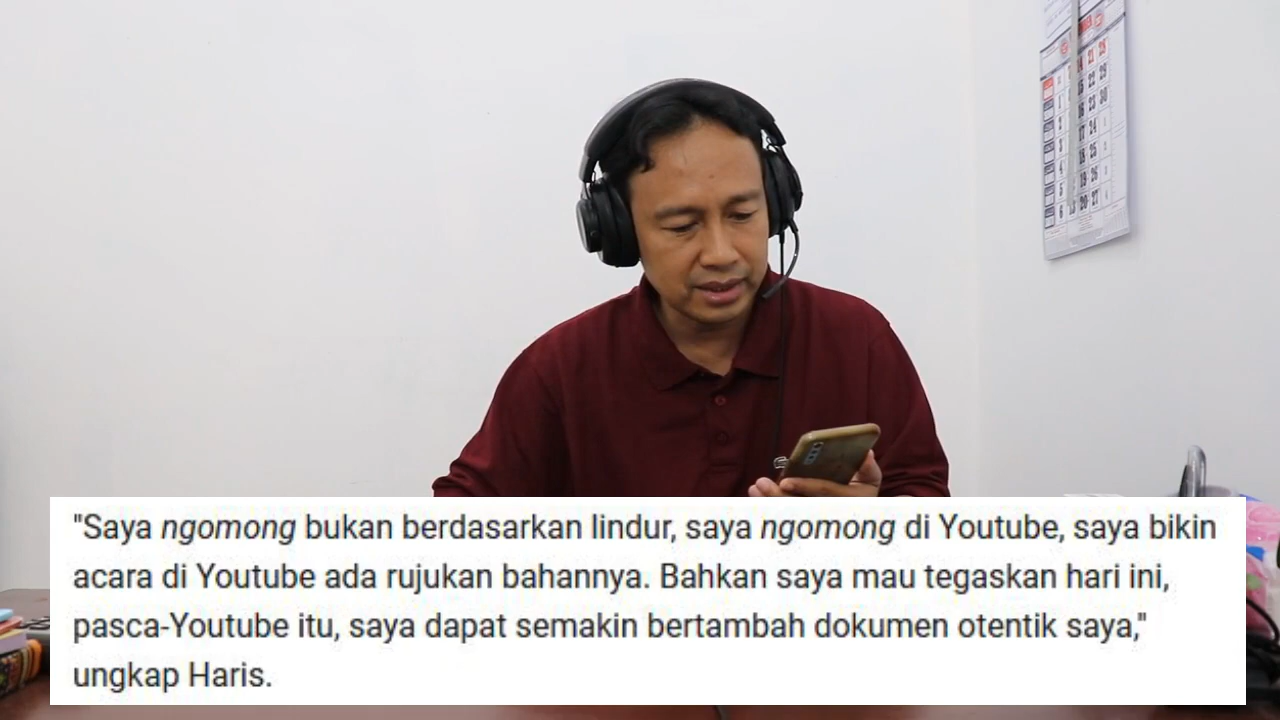 "Saya ngomong bukan berdasarkan lindur, saya ngomong di Youtube, saya bikin
acara di Youtube ada rujukan bahannya. Bahkan saya mau tegaskan hari ini,
pasca-Youtube itu, saya dapat semakin bertambah dokumen otentik saya,"
ungkap Haris.